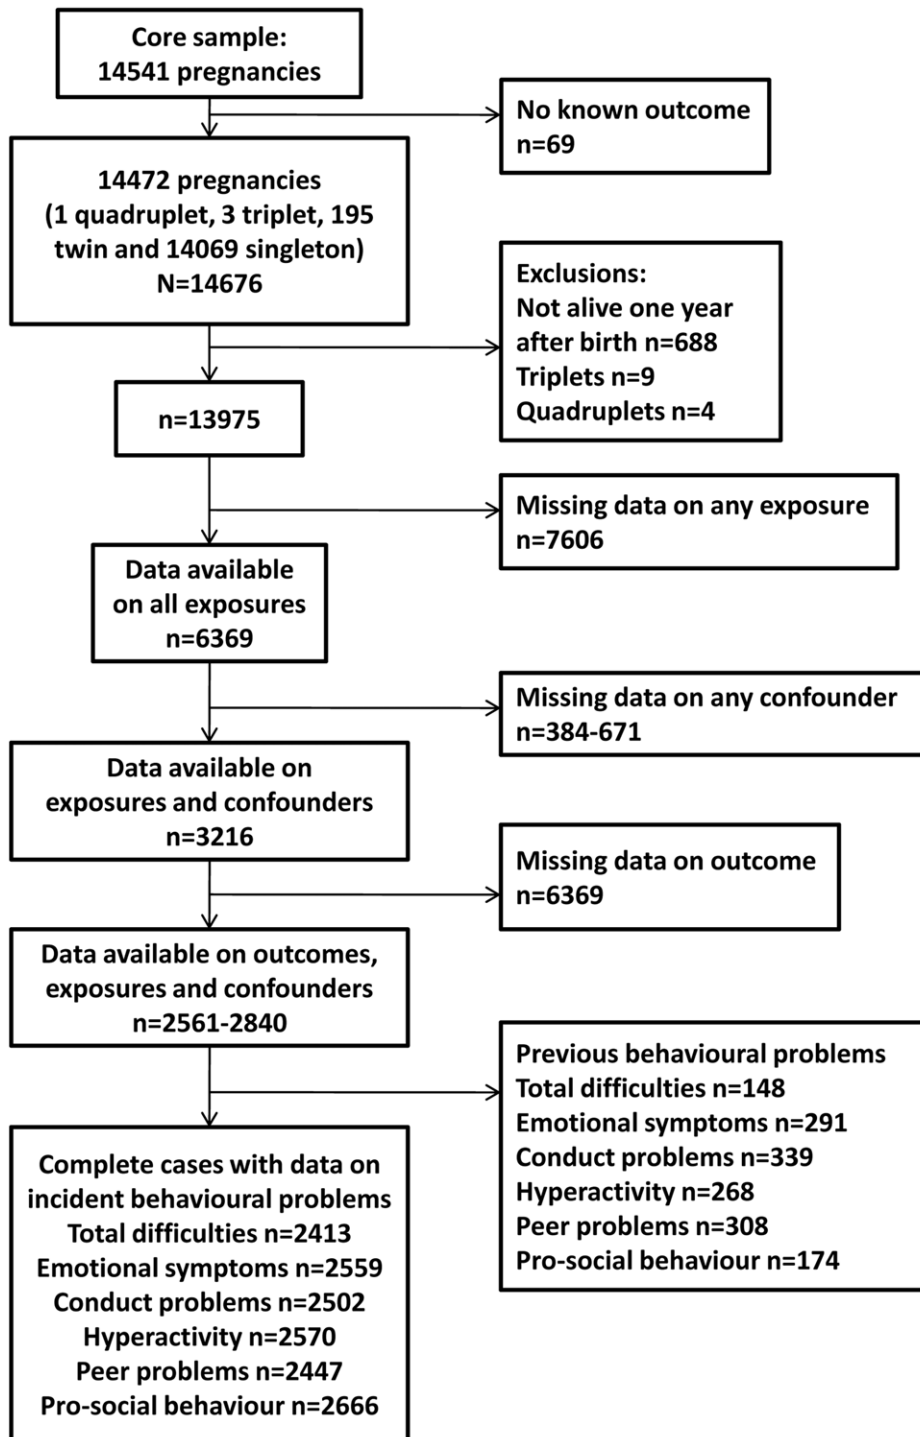 Core sample:
14541 pregnancies
No known outcome
n=69
14472 pregnancies
(1 quadruplet, 3 triplet, 195
twin and 14069 singleton)
N=14676
Exclusions:
Not alive one year
after birth n=688
Triplets n=9
Quadruplets n=4
n=13975
Missing data on any exposure
n=7606
Data available
on all exposures
n=6369
Missing data on any confounder
n=384-671
Data available on
exposures and confounders
n=3216
Missing data on outcome
n=6369
Data available on outcomes,
exposures and confounders
n=2561-2840
Previous behavioural problems
Total difficulties n=148
Emotional symptoms n=291
Conduct problems n=339
Hyperactivity n=268
Peer problems n=308
Pro-social behaviour n=174
Complete cases with data on
incident behavioural problems
Total difficulties n=2413
Emotional symptoms n=2559
Conduct problems n=2502
Hyperactivity n=2570
Peer problems n=2447
Pro-social behaviour n=2666